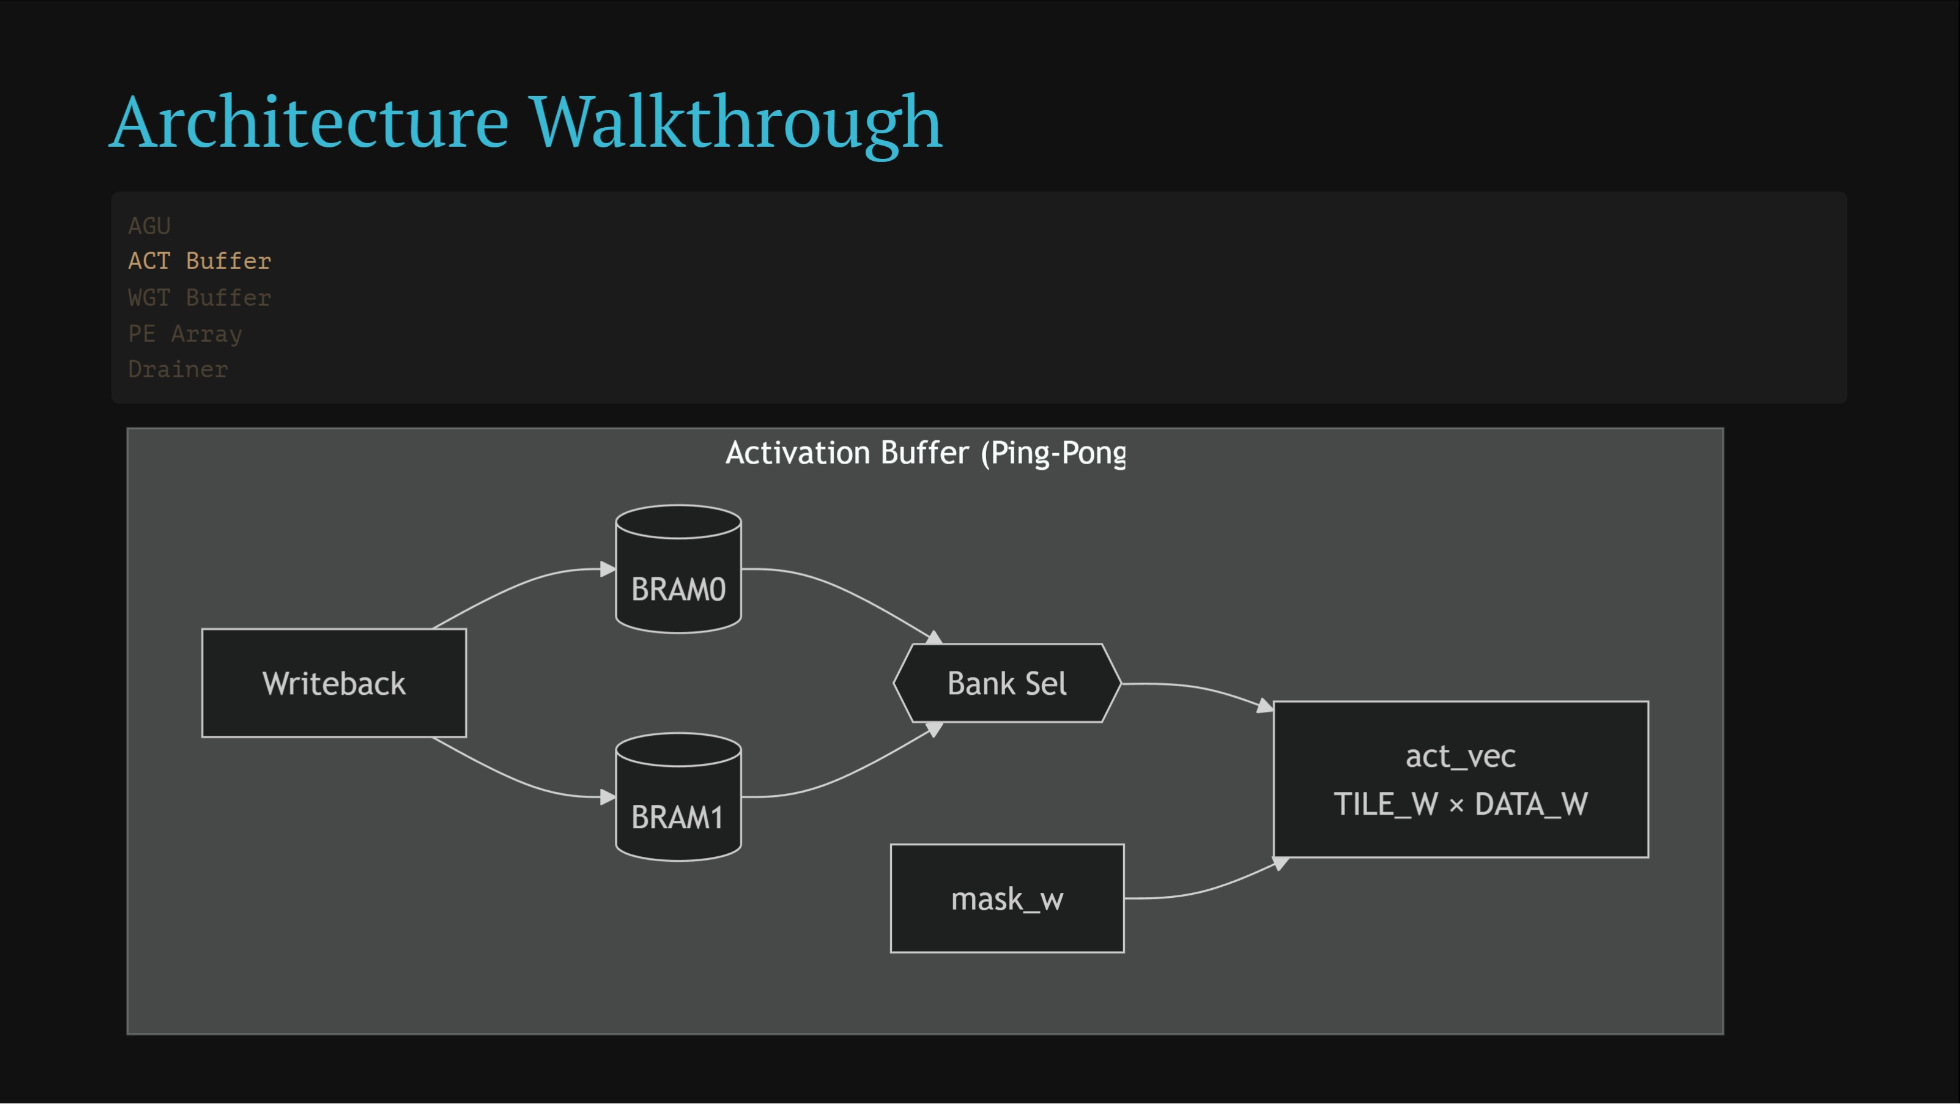 Architecture Walkthrough
AGU
ACT Buffer
WGT Buffer
PE Array
Drainer
Activation Buffer (Ping-Pong
BRAM0
Writeback
Bank Sel
BRAM1
act_vec
TILE_W × DATA_W
mask_w